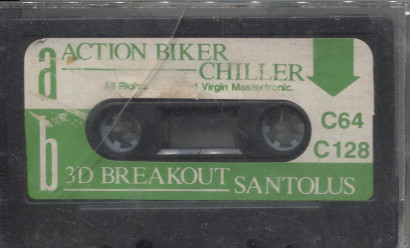 a ACTION BIKER
CHILLER
All Rights Virgin Mastertronic.
C64
C128
b 3D BREAKOUT SANTOLUS